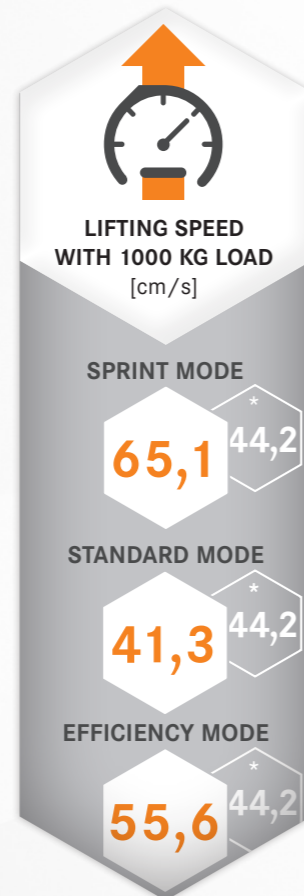 LIFTING SPEED
WITH 1000 KG LOAD
[cm/s]
SPRINT MODE
65,1
*
44,2
STANDARD MODE
41,3
*
44,2
EFFICIENCY MODE
55,6
*
44,2